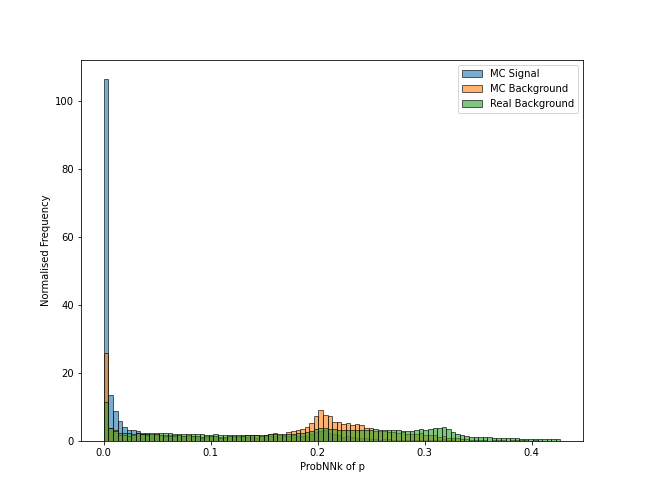 MC Signal
MC Background
Real Background
100
80
60
40
20
0
Normalised Frequency
0.0 0.1 0.2 0.3 0.4
ProbNNk of p